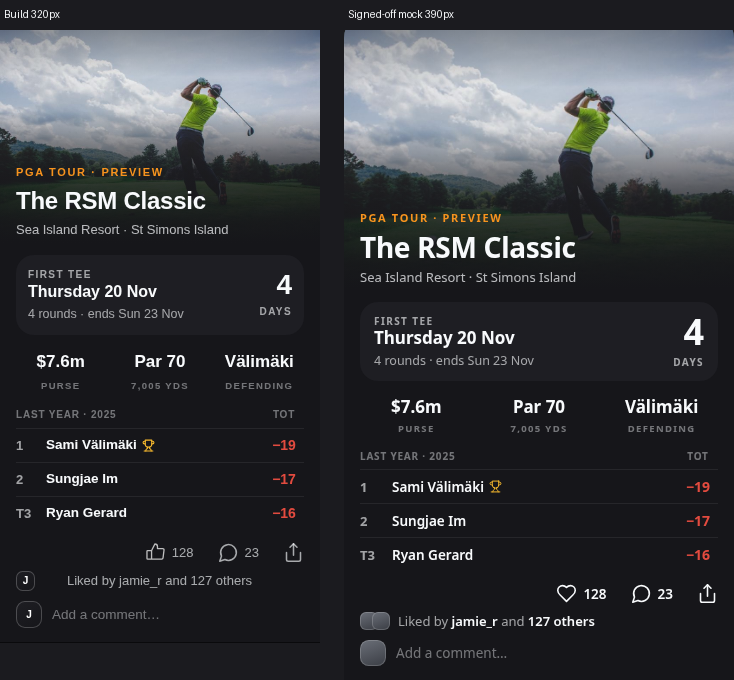 Build 320px
PGA TOUR · PREVIEW
The RSM Classic
Sea Island Resort · St Simons Island
FIRST TEE
Thursday 20 Nov
4 rounds · ends Sun 23 Nov
4
DAYS
$7.6m
PURSE
Par 70
7,005 YDS
Välimäki
DEFENDING
LAST YEAR · 2025 TOT
1 Sami Välimäki −19
2 Sungjae Im −17
T3 Ryan Gerard −16
128 23
J Liked by jamie_r and 127 others
J Add a comment…
Signed-off mock 390px
PGA TOUR · PREVIEW
The RSM Classic
Sea Island Resort · St Simons Island
FIRST TEE
Thursday 20 Nov
4 rounds · ends Sun 23 Nov
4
DAYS
$7.6m
PURSE
Par 70
7,005 YDS
Välimäki
DEFENDING
LAST YEAR · 2025 TOT
1 Sami Välimäki −19
2 Sungjae Im −17
T3 Ryan Gerard −16
128 23
Liked by jamie_r and 127 others
Add a comment…